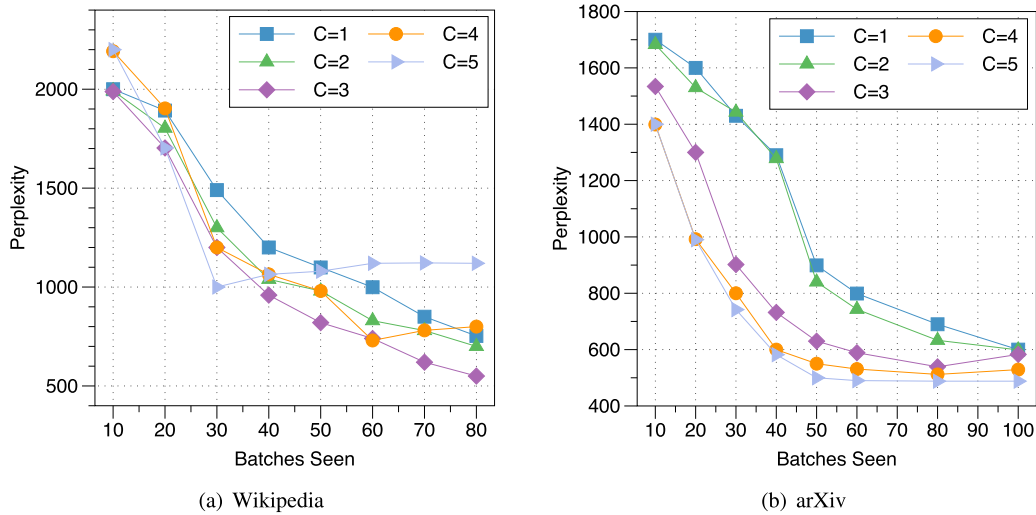 C=1 C=4
C=2 C=5
C=3
2000
1500
1000
500
Perplexity
10 20 30 40 50 60 70 80
Batches Seen
(a) Wikipedia
C=1 C=4
C=2 C=5
C=3
1800
1600
1400
1200
1000
800
600
400
Perplexity
10 20 30 40 50 60 70 80 90 100
Batches Seen
(b) arXiv